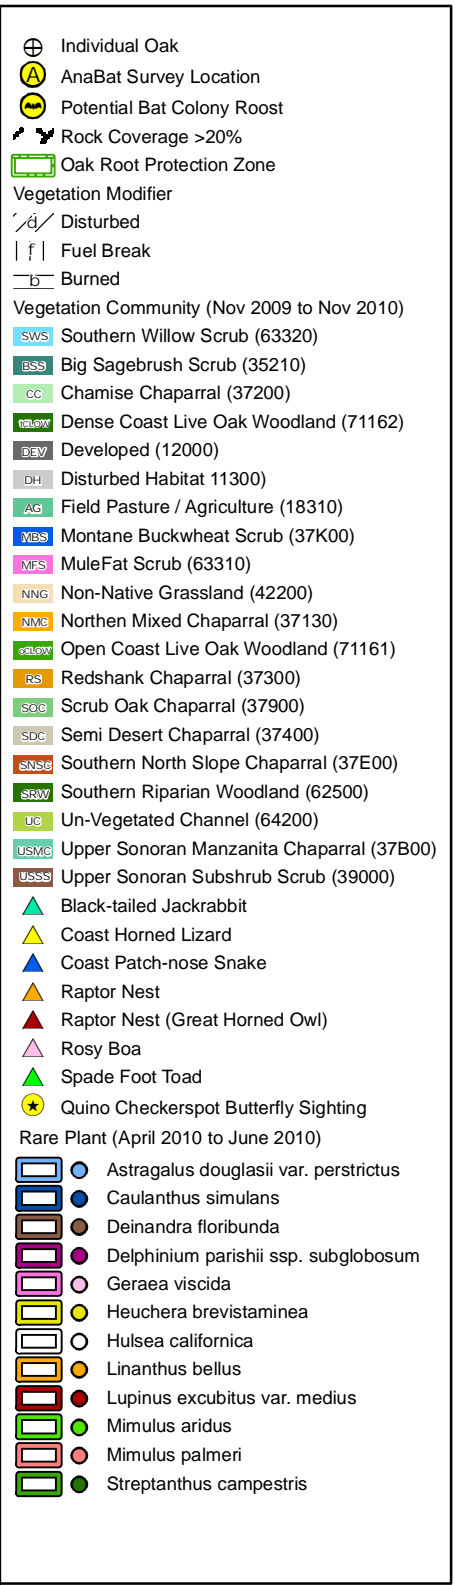 Individual Oak
A AnaBat Survey Location
Potential Bat Colony Roost
Rock Coverage >20%
Oak Root Protection Zone
Vegetation Modifier
d Disturbed
f Fuel Break
b Burned
Vegetation Community (Nov 2009 to Nov 2010)
SWS Southern Willow Scrub (63320)
BSS Big Sagebrush Scrub (35210)
CC Chamise Chaparral (37200)
Dense Coast Live Oak Woodland (71162)
DEV Developed (12000)
DH Disturbed Habitat 11300)
AG Field Pasture / Agriculture (18310)
MBS Montane Buckwheat Scrub (37K00)
MFS MuleFat Scrub (63310)
NNG Non-Native Grassland (42200)
NMC Northen Mixed Chaparral (37130)
oCLOW Open Coast Live Oak Woodland (71161)
RS Redshank Chaparral (37300)
SOC Scrub Oak Chaparral (37900)
SDC Semi Desert Chaparral (37400)
SNSC Southern North Slope Chaparral (37E00)
SRW Southern Riparian Woodland (62500)
UC Un-Vegetated Channel (64200)
USMC Upper Sonoran Manzanita Chaparral (37B00)
USSS Upper Sonoran Subshrub Scrub (39000)
Black-tailed Jackrabbit
Coast Horned Lizard
Coast Patch-nose Snake
Raptor Nest
Raptor Nest (Great Horned Owl)
Rosy Boa
Spade Foot Toad
Quino Checkerspot Butterfly Sighting
Rare Plant (April 2010 to June 2010)
Astragalus douglasii var. perstrictus
Caulanthus simulans
Deinandra floribunda
Delphinium parishii ssp. subglobosum
Geraea viscida
Heuchera brevistaminea
Hulsea californica
Linanthus bellus
Lupinus excubitus var. medius
Mimulus aridus
Mimulus palmeri
Streptanthus campestris